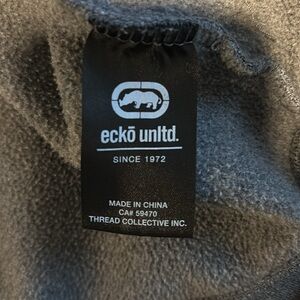 eckō unltd.
SINCE 1972
MADE IN CHINA
CA# 59470
THREAD COLLECTIVE INC.